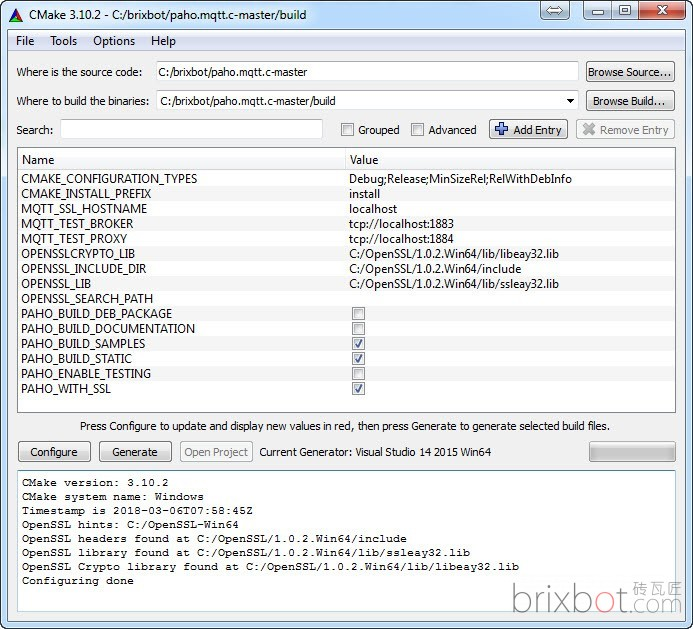 CMake 3.10.2 - C:/brixbot/paho.mqtt.c-master/build
File Tools Options Help
Where is the source code: C:/brixbot/paho.mqtt.c-master Browse Source...
Where to build the binaries: C:/brixbot/paho.mqtt.c-master/build Browse Build...
Search: Grouped Advanced Add Entry Remove Entry
Name Value
CMAKE_CONFIGURATION_TYPES Debug;Release;MinSizeRel;RelWithDebInfo
CMAKE_INSTALL_PREFIX install
MQTT_SSL_HOSTNAME localhost
MQTT_TEST_BROKER tcp://localhost:1883
MQTT_TEST_PROXY tcp://localhost:1884
OPENSSLCRYPTO_LIB C:/OpenSSL/1.0.2.Win64/lib/libeay32.lib
OPENSSL_INCLUDE_DIR C:/OpenSSL/1.0.2.Win64/include
OPENSSL_LIB C:/OpenSSL/1.0.2.Win64/lib/ssleay32.lib
OPENSSL_SEARCH_PATH
PAHO_BUILD_DEB_PACKAGE
PAHO_BUILD_DOCUMENTATION
PAHO_BUILD_SAMPLES
PAHO_BUILD_STATIC
PAHO_ENABLE_TESTING
PAHO_WITH_SSL
Press Configure to update and display new values in red, then press Generate to generate selected build files.
Configure Generate Open Project Current Generator: Visual Studio 14 2015 Win64
CMake version: 3.10.2
CMake system name: Windows
Timestamp is 2018-03-06T07:58:45Z
OpenSSL hints: C:/OpenSSL-Win64
OpenSSL headers found at C:/OpenSSL/1.0.2.Win64/include
OpenSSL library found at C:/OpenSSL/1.0.2.Win64/lib/ssleay32.lib
OpenSSL Crypto library found at C:/OpenSSL/1.0.2.Win64/lib/libeay32.lib
Configuring done
砖瓦匠
brixbot.com